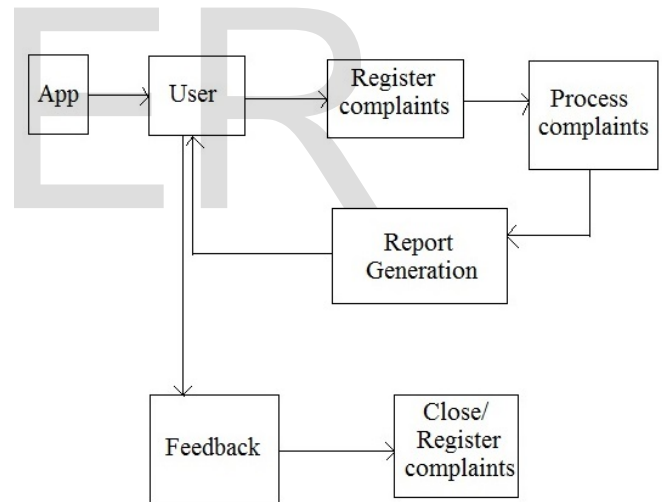 ER
App
User
Register
complaints
Process
complaints
Report
Generation
Feedback
Close/
Register
complaints